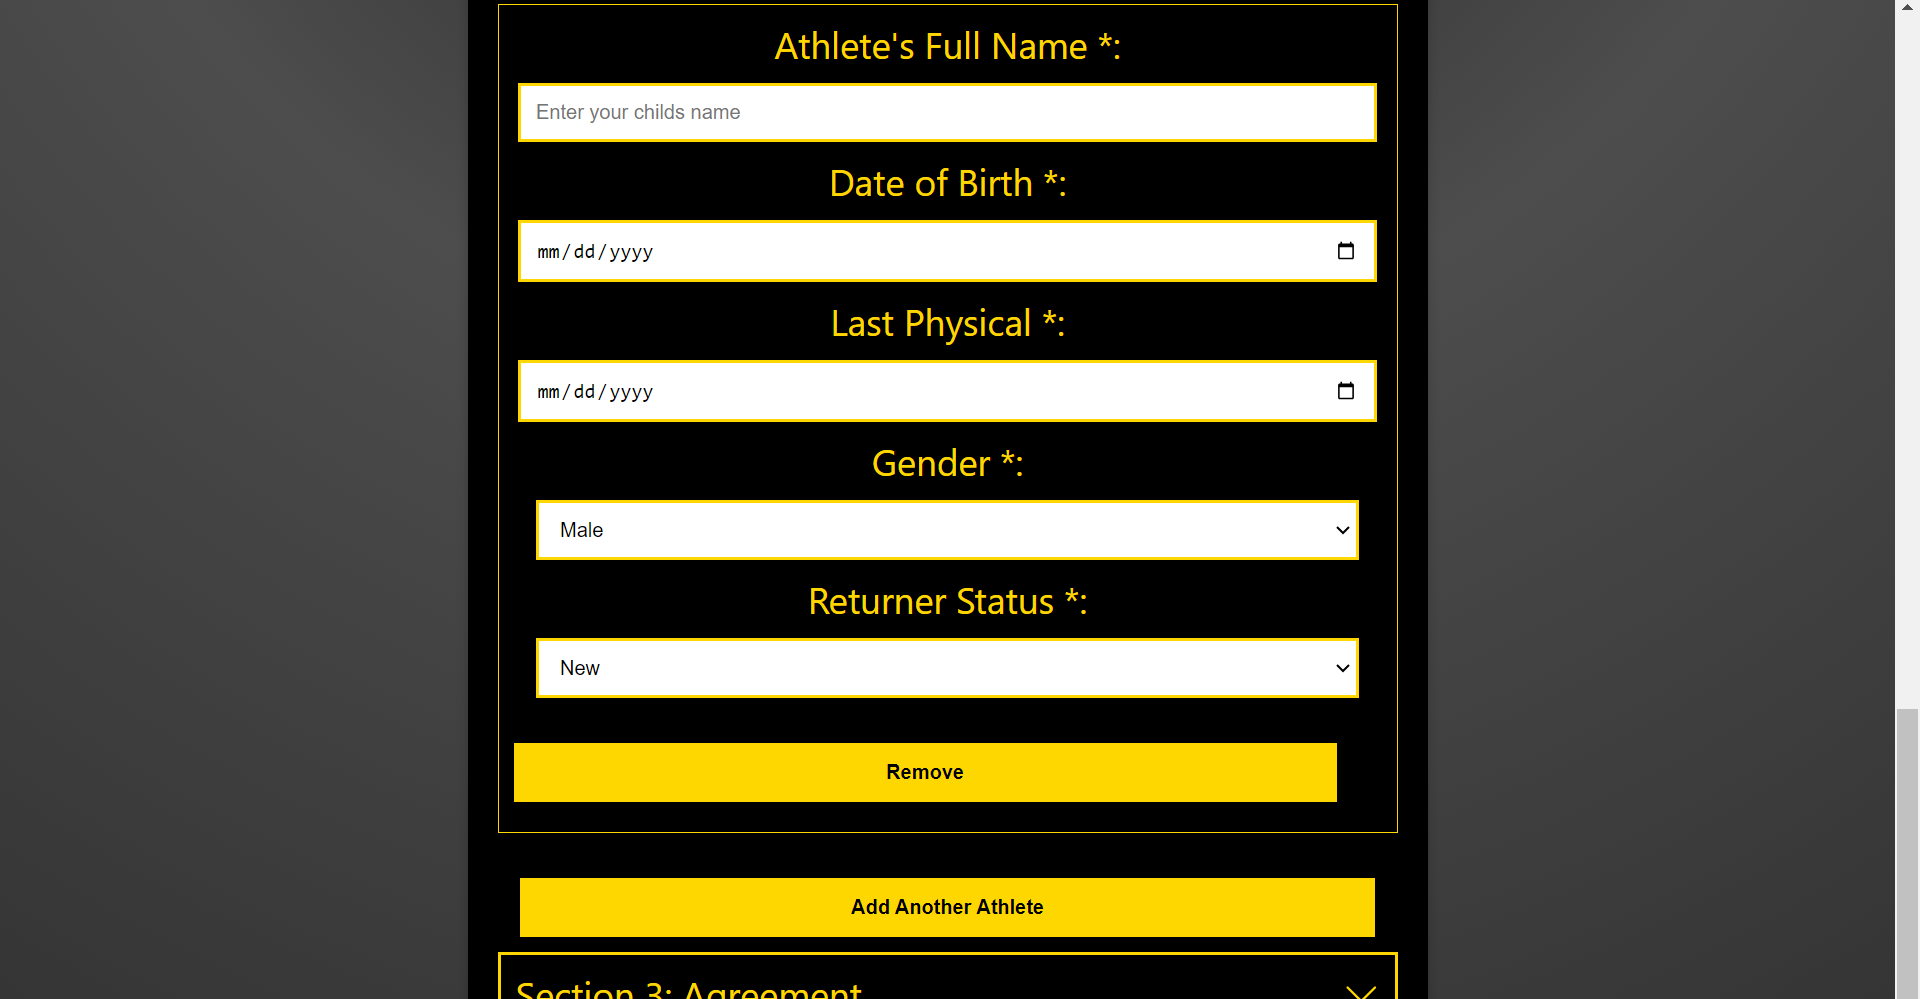 Athlete's Full Name *:
Enter your childs name
Date of Birth *:
mm/dd/yyyy
Last Physical *:
mm/dd/yyyy
Gender *:
Male
Returner Status *:
New
Remove
Add Another Athlete
Section 3: Agreement